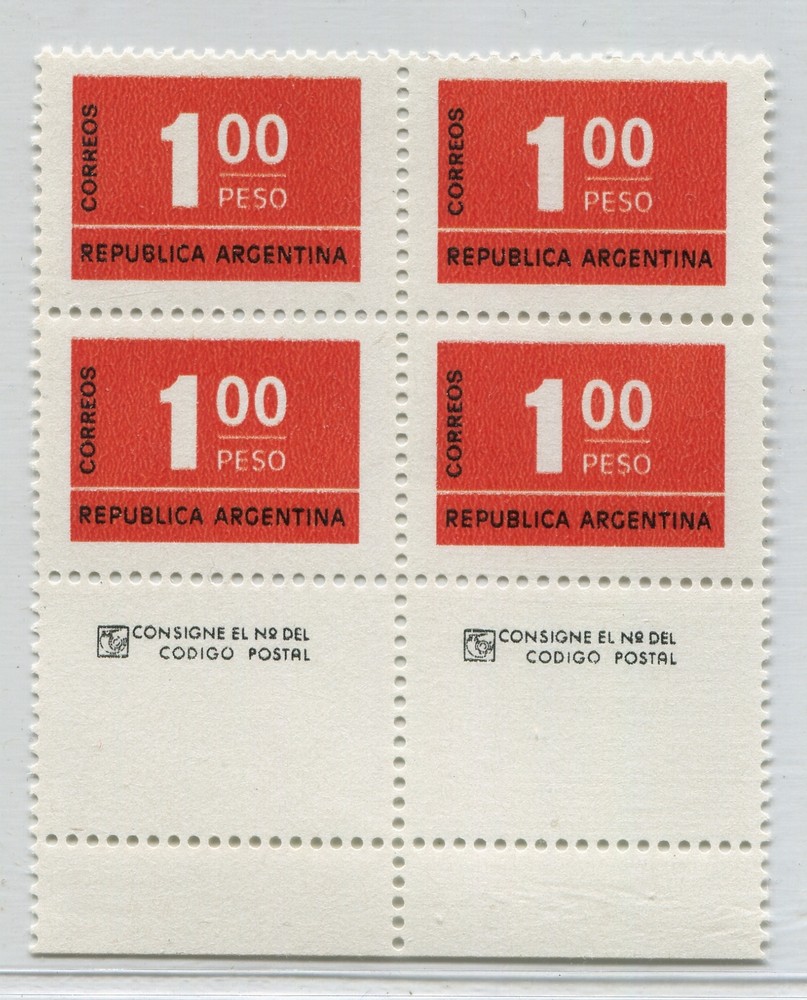 CORREOS
1 00
PESO
REPUBLICA ARGENTINA
CORREOS
1 00
PESO
REPUBLICA ARGENTINA
CORREOS
1 00
PESO
REPUBLICA ARGENTINA
CORREOS
1 00
PESO
REPUBLICA ARGENTINA
CONSIGNE EL Nº DEL
CODIGO POSTAL
CONSIGNE EL Nº DEL
CODIGO POSTAL